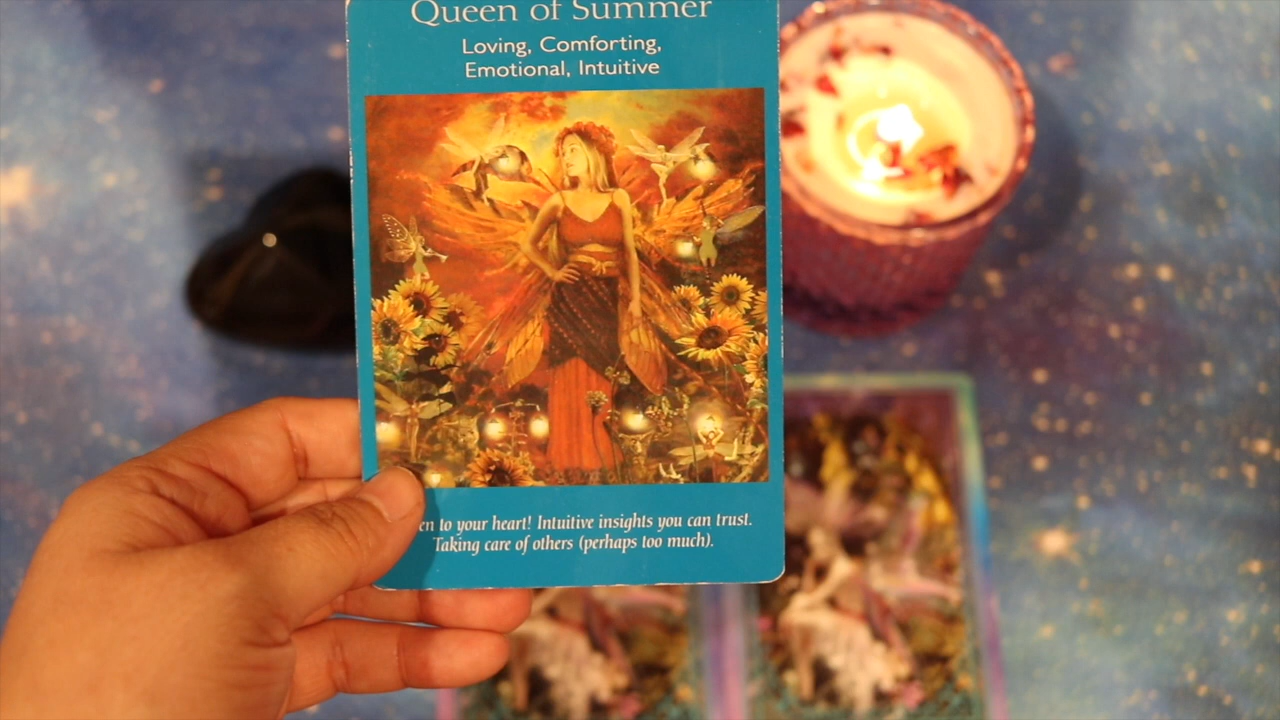 Queen of Summer
Loving, Comforting,
Emotional, Intuitive
en to your heart! Intuitive insights you can trust.
Taking care of others (perhaps too much).